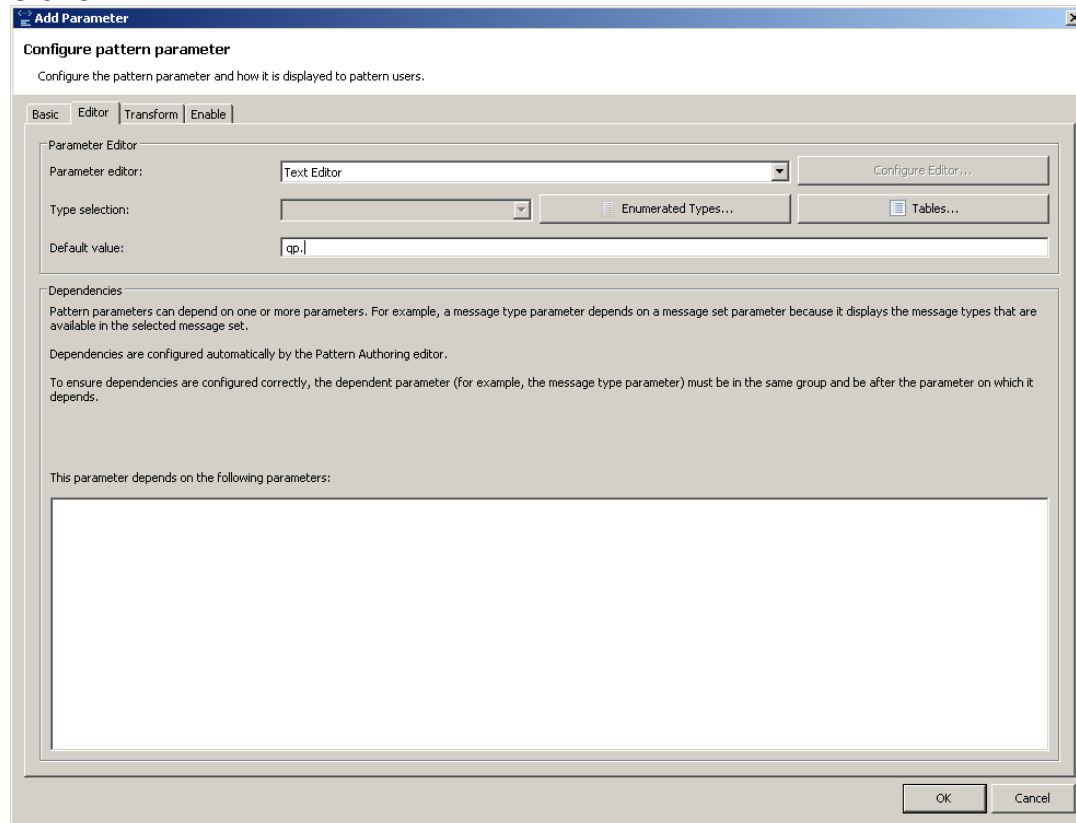 Add Parameter
Configure pattern parameter
Configure the pattern parameter and how it is displayed to pattern users.
Basic Editor Transform Enable
Parameter Editor
Parameter editor: Text Editor Configure Editor...
Type selection: Enumerated Types... Tables...
Default value: qp.
Dependencies
Pattern parameters can depend on one or more parameters. For example, a message type parameter depends on a message set parameter because it displays the message types that are
available in the selected message set.
Dependencies are configured automatically by the Pattern Authoring editor.
To ensure dependencies are configured correctly, the dependent parameter (for example, the message type parameter) must be in the same group and be after the parameter on which it
depends.
This parameter depends on the following parameters:
OK Cancel